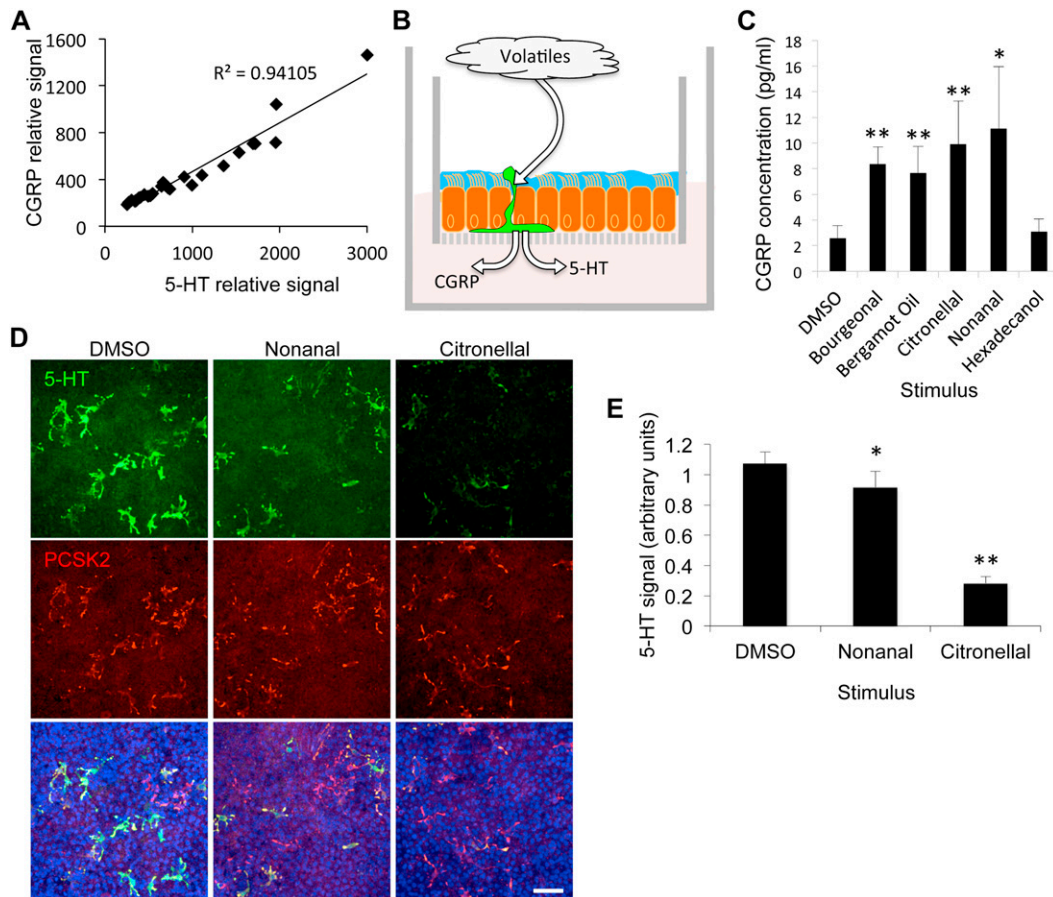 A
CGRP relative signal
1600
1200
800
400
0
R² = 0.94105
0
1000
2000
3000
5-HT relative signal
B
Volatiles
CGRP
5-HT
C
CGRP concentration (pg/ml)
18
16
14
12
10
8
6
4
2
0
**
**
**
*
DMSO
Bourgeonal
Bergamot Oil
Citronellal
Nonanal
Hexadecanol
Stimulus
D
DMSO
Nonanal
Citronellal
5-HT
PCSK2
E
5-HT signal (arbitrary units)
1.2
1
0.8
0.6
0.4
0.2
0
*
**
DMSO
Nonanal
Citronellal
Stimulus